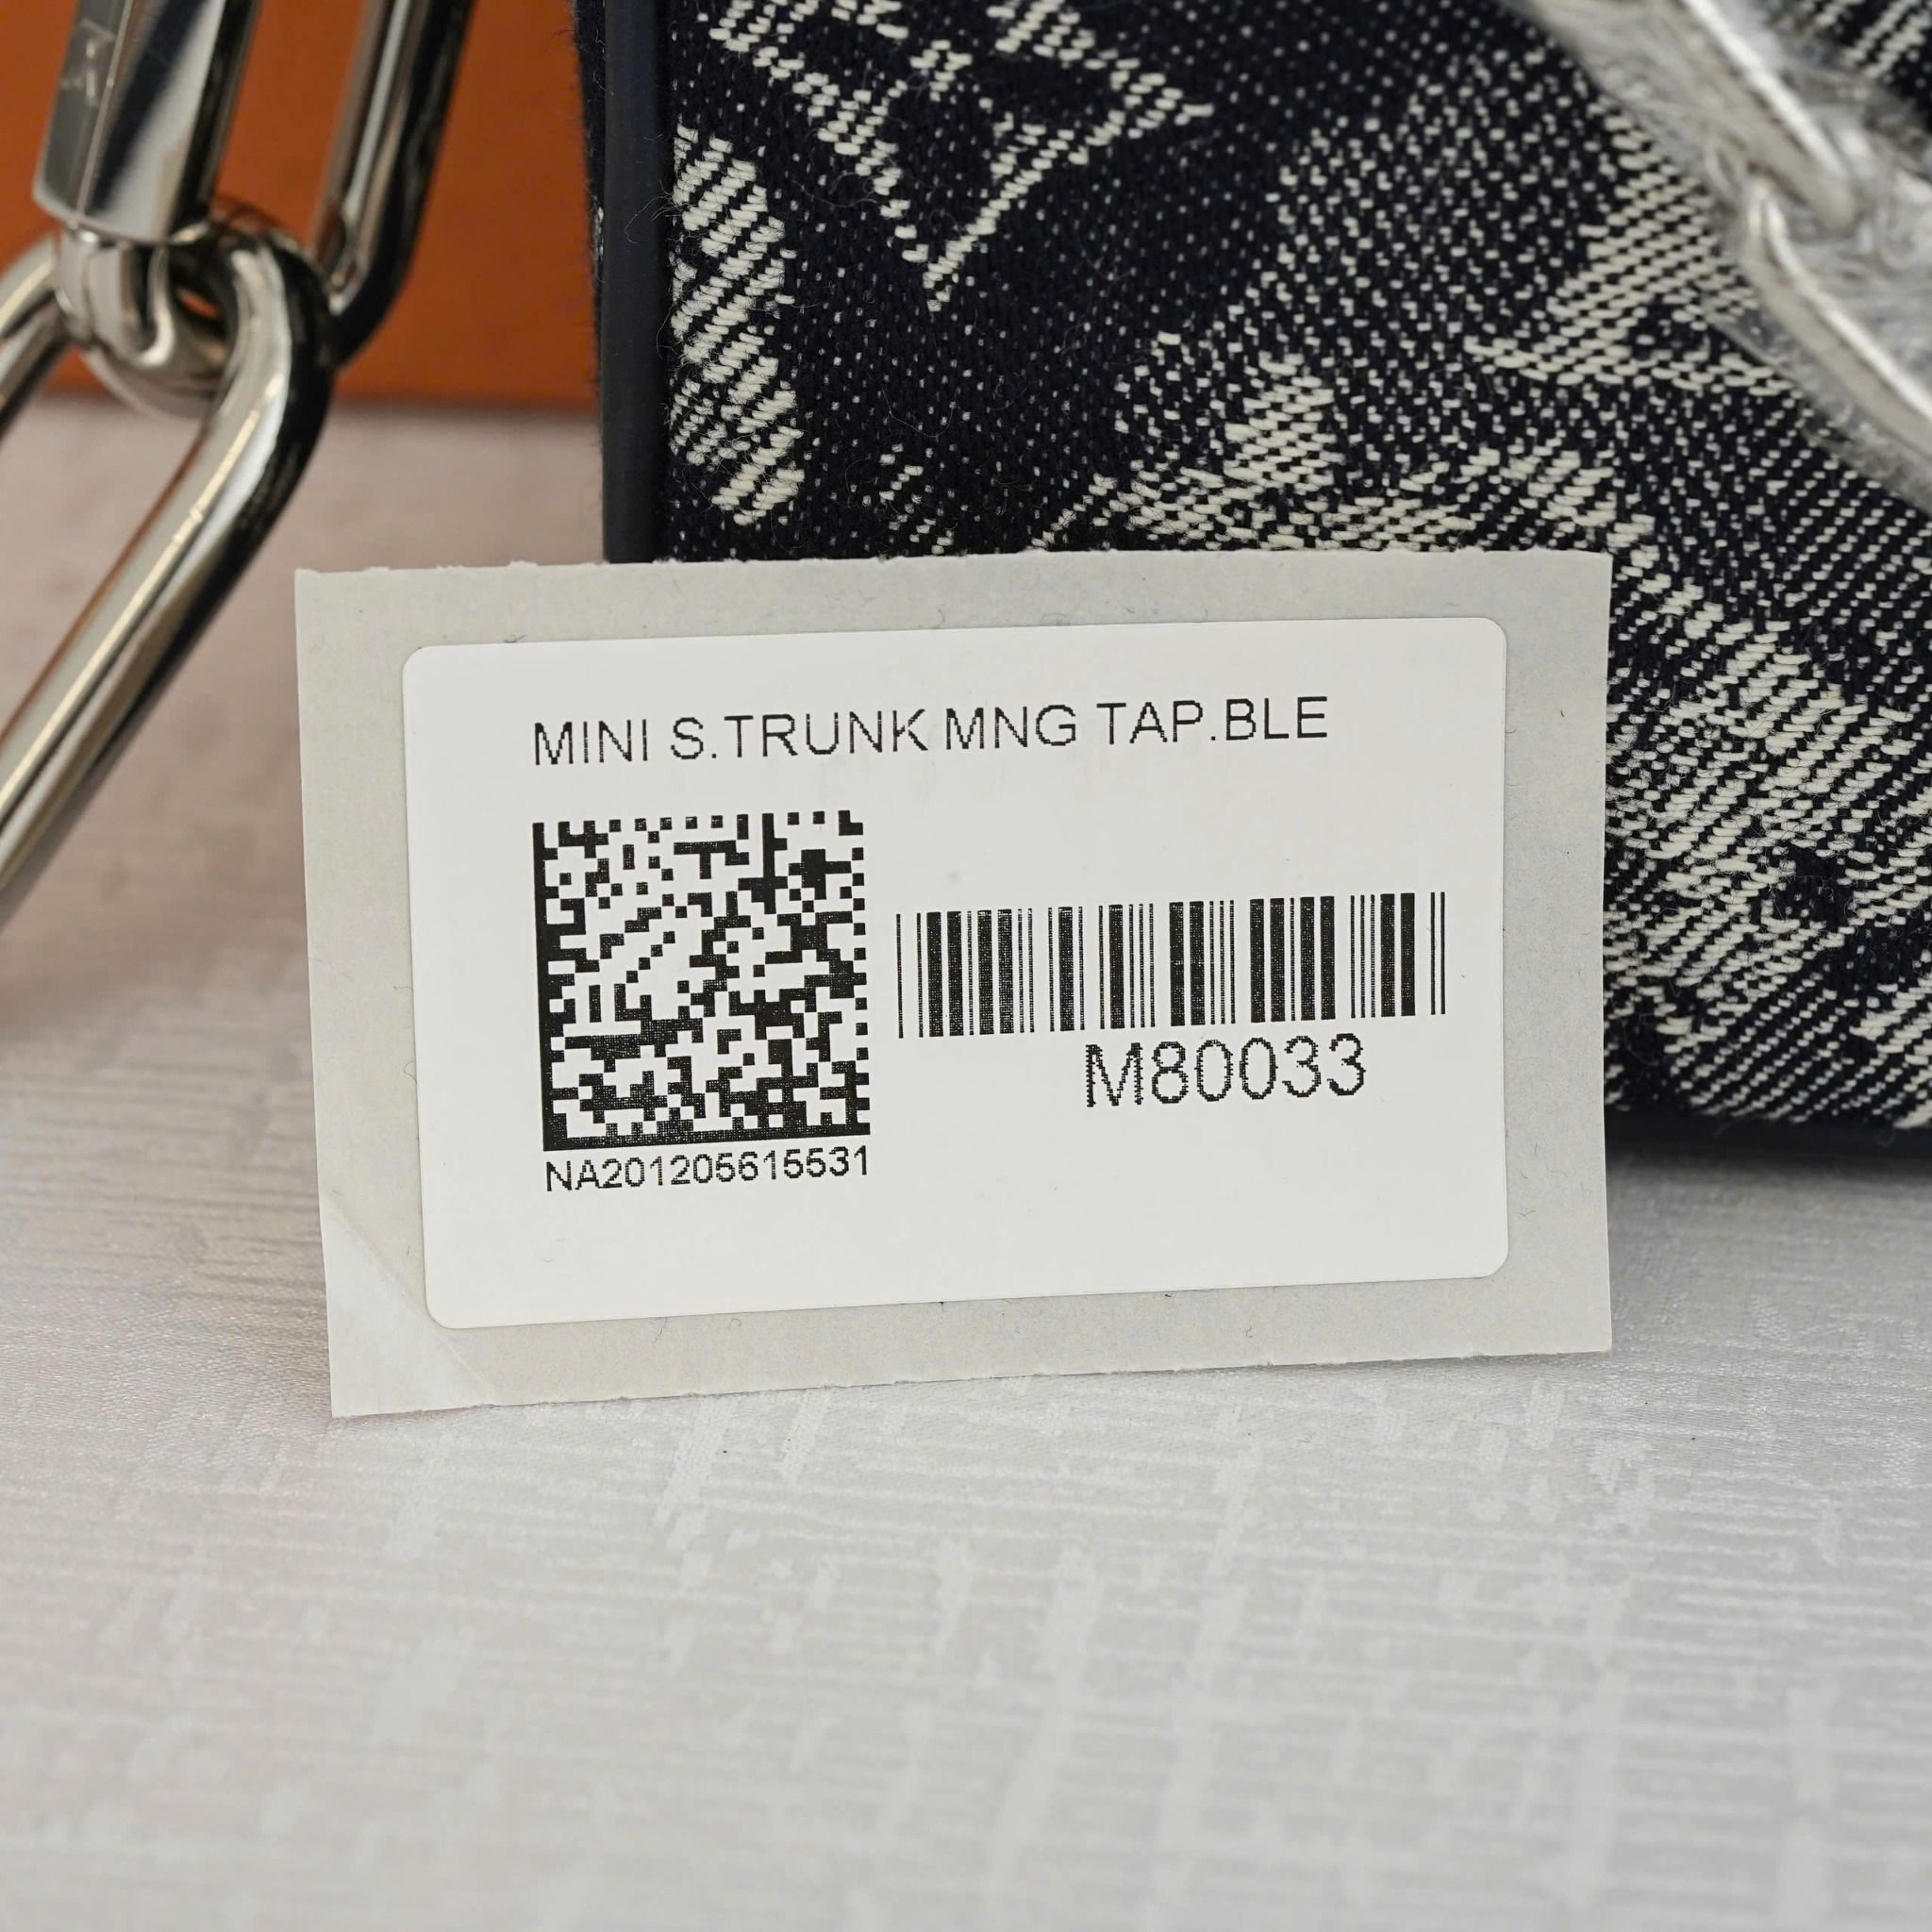 MINI S.TRUNK MNG TAP.BLE
M80033
NA201205615531